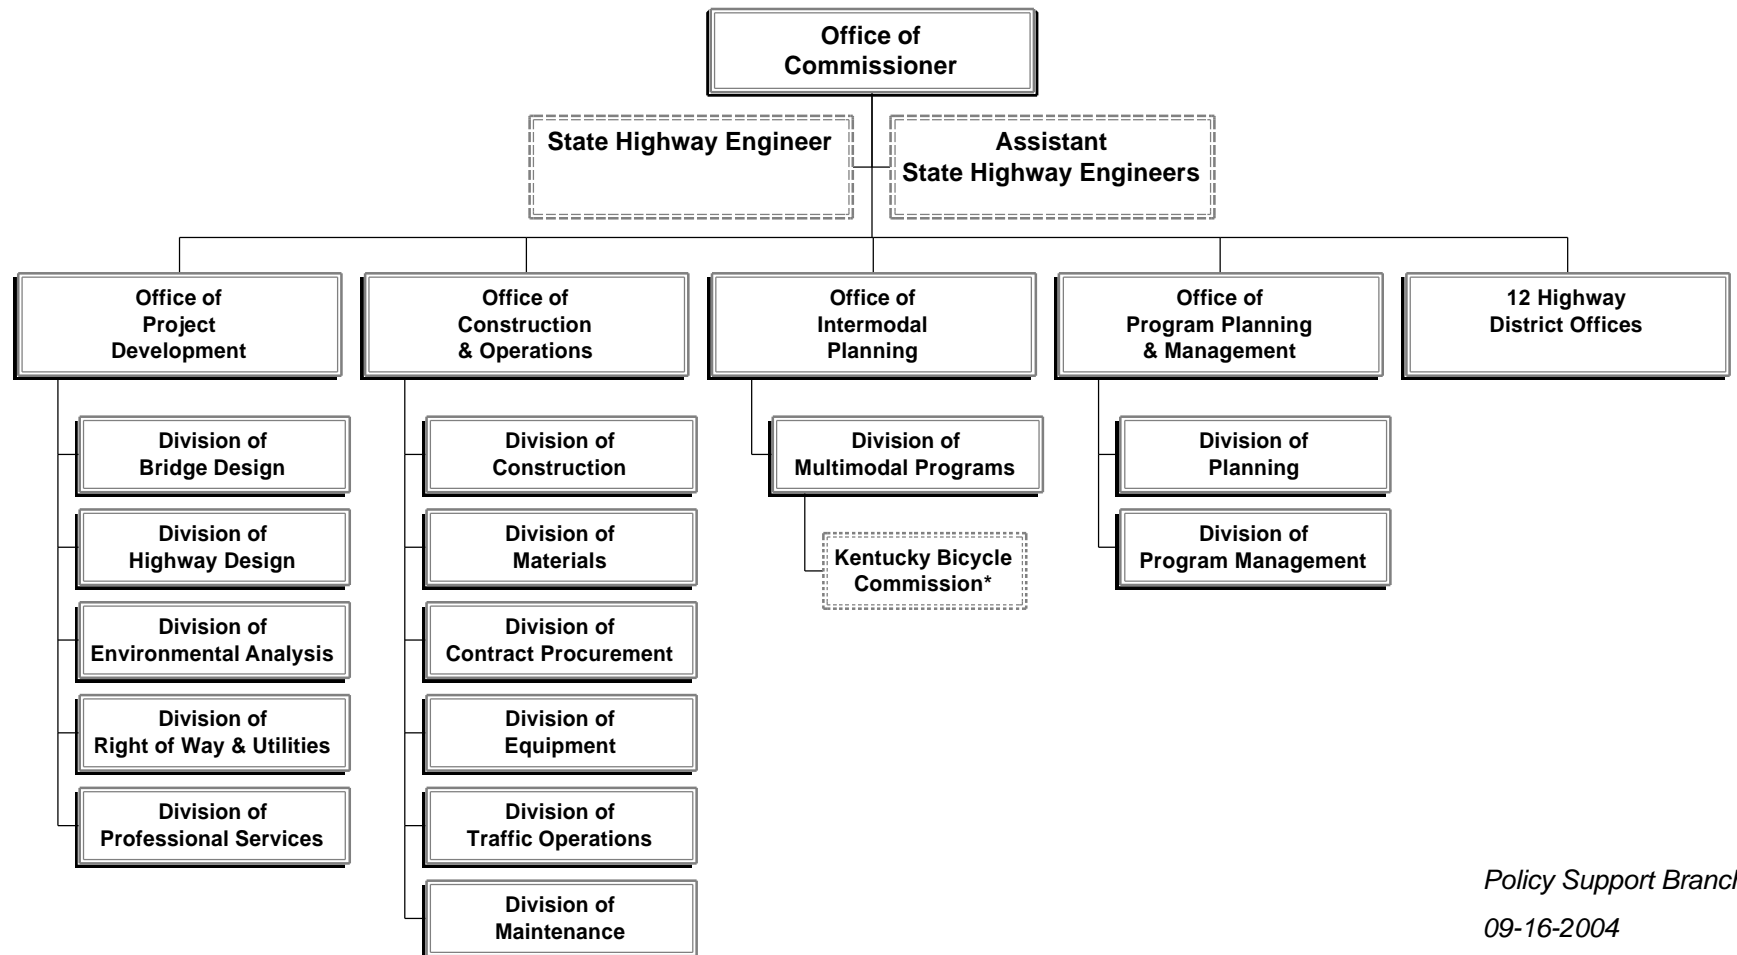 Office of
Commissioner
State Highway Engineer
Assistant
State Highway Engineers
Office of
Project
Development
Office of
Construction
& Operations
Office of
Intermodal
Planning
Office of
Program Planning
& Management
12 Highway
District Offices
Division of
Bridge Design
Division of
Highway Design
Division of
Environmental Analysis
Division of
Right of Way & Utilities
Division of
Professional Services
Division of
Construction
Division of
Materials
Division of
Contract Procurement
Division of
Equipment
Division of
Traffic Operations
Division of
Maintenance
Division of
Multimodal Programs
Kentucky Bicycle
Commission*
Division of
Planning
Division of
Program Management
Policy Support Branch
09-16-2004